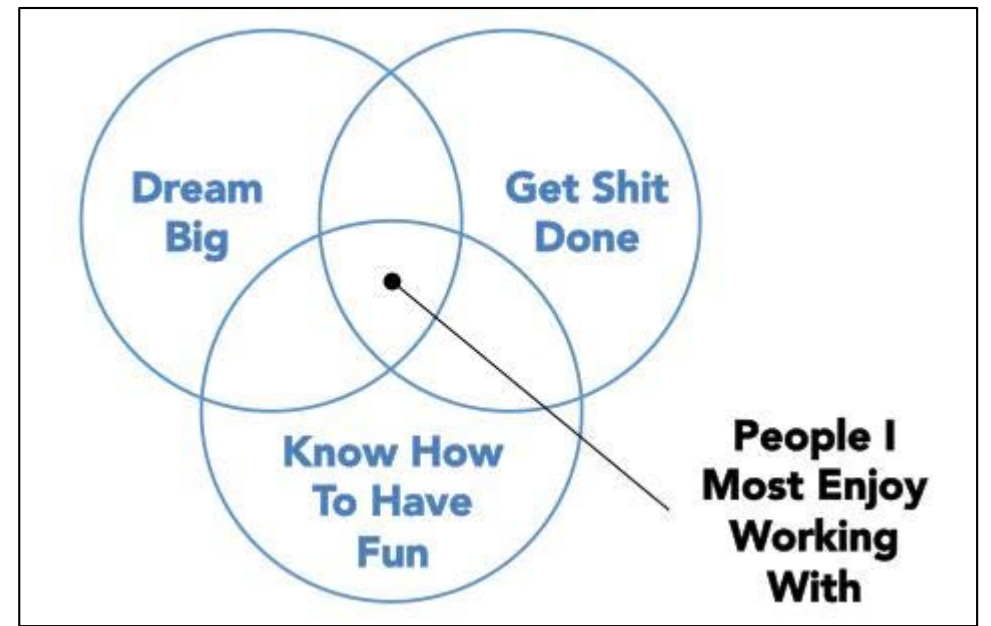 Dream
Big
Get Shit
Done
Know How
To Have
Fun
People I
Most Enjoy
Working
With